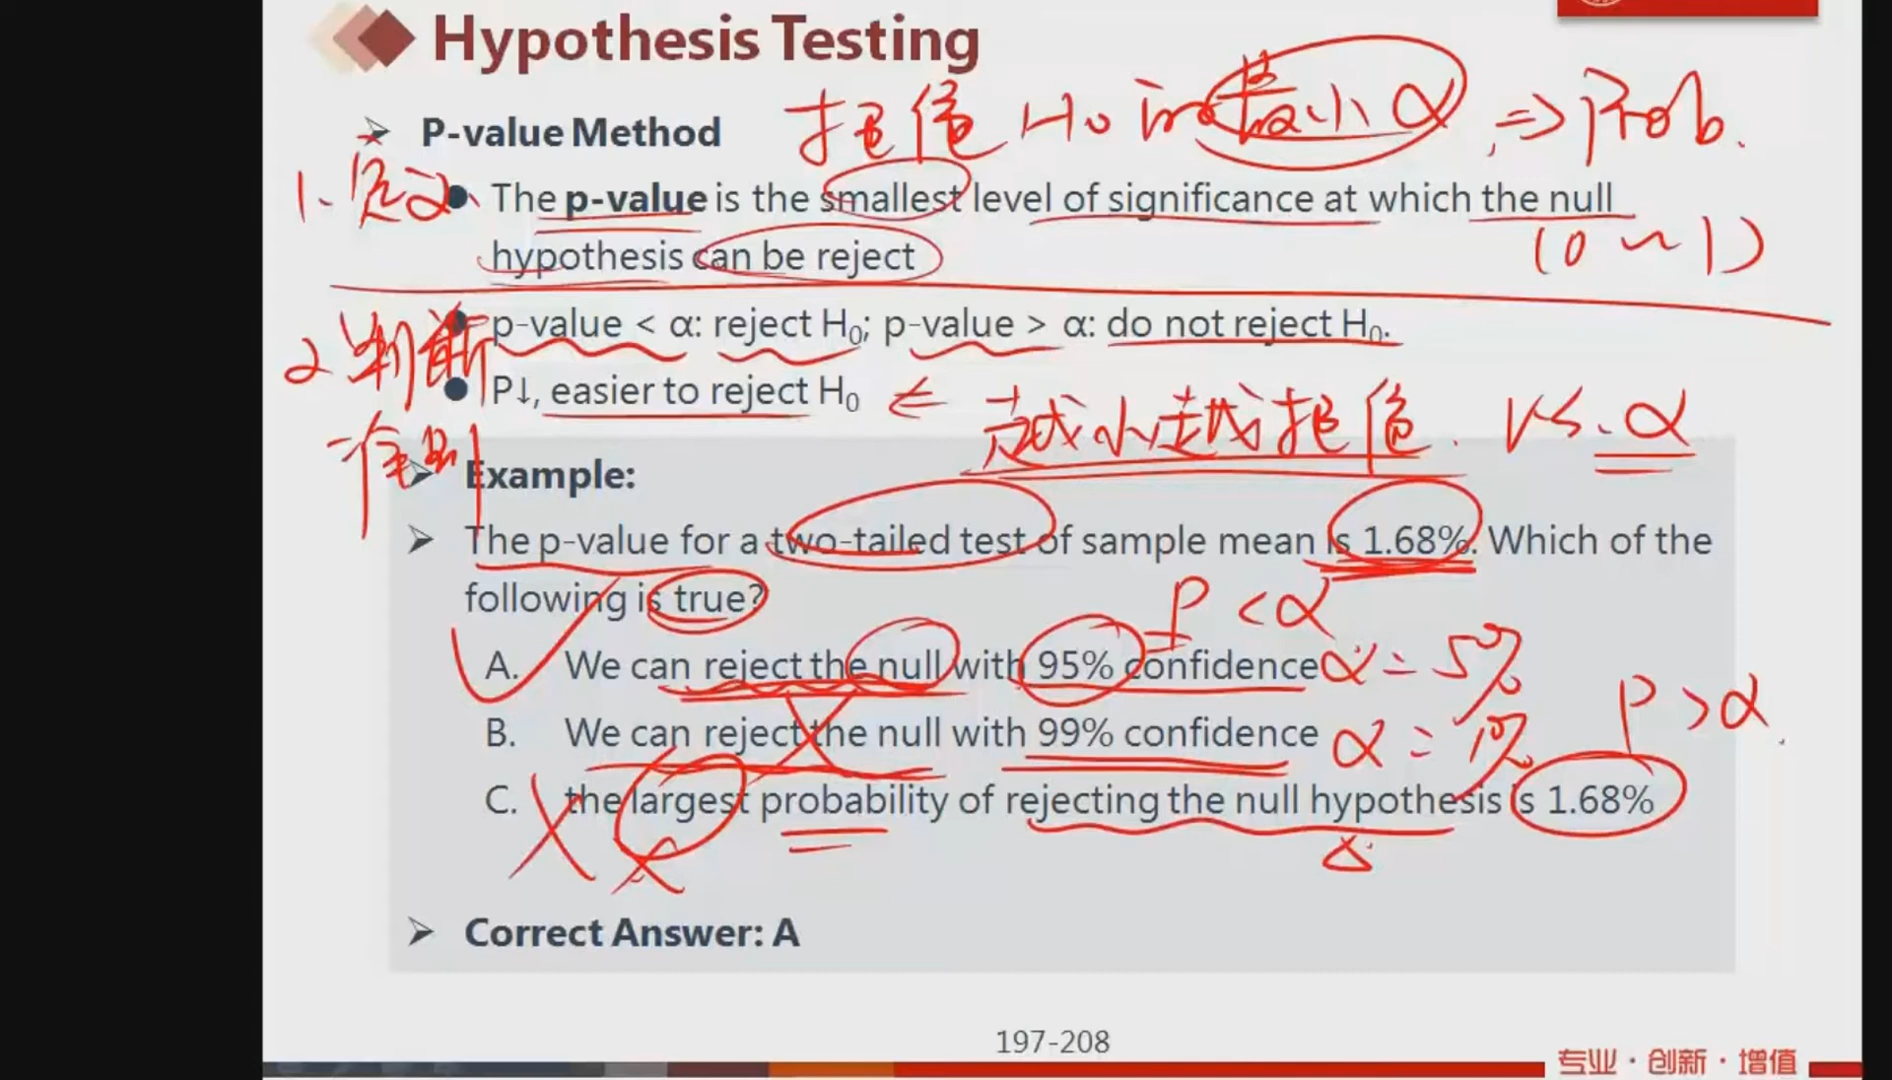 Hypothesis Testing
P-value Method
拒绝 H₀ 的最小 α, ⇒ Prob.
1. 定义
The p-value is the smallest level of significance at which the null
hypothesis can be reject
(0 ~ 1)
2 判断
准则
p-value < α: reject H₀; p-value > α: do not reject H₀.
P↓, easier to reject H₀
⇐ 越小越拒绝. VS. α
Example:
The p-value for a two-tailed test of sample mean is 1.68%. Which of the
following is true?
P < α
A. We can reject the null with 95% confidence α = 5%
B. We can reject the null with 99% confidence α = 1%
P > α
C. the largest probability of rejecting the null hypothesis is 1.68%
Correct Answer: A
197-208
专业·创新·增值